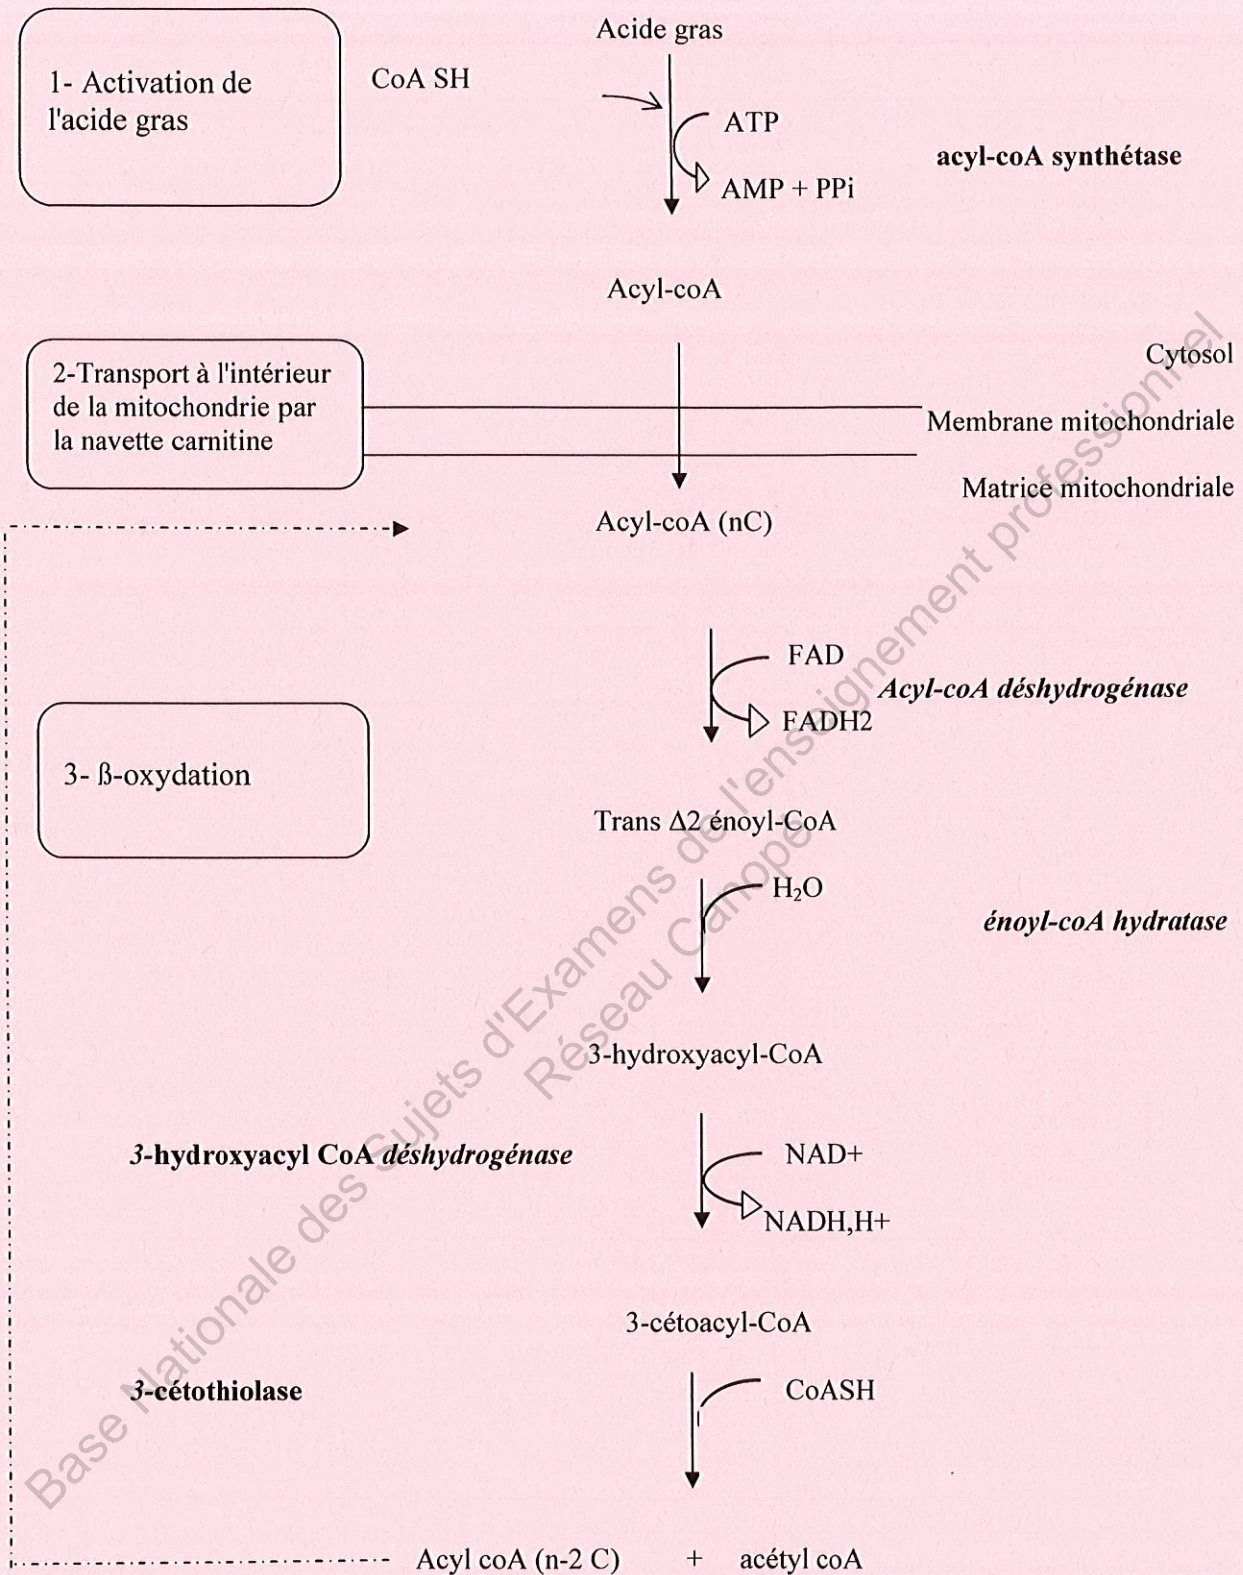 Acide gras
1- Activation de
l'acide gras
CoA SH
ATP
AMP + PPi
acyl-coA synthétase
Acyl-coA
2-Transport à l'intérieur
de la mitochondrie par
la navette carnitine
Cytosol
Membrane mitochondriale
Matrice mitochondriale
Acyl-coA (nC)
FAD
Acyl-coA déshydrogénase
FADH2
3- ß-oxydation
Trans Δ2 énoyl-CoA
H₂O
énoyl-coA hydratase
3-hydroxyacyl-CoA
3-hydroxyacyl CoA déshydrogénase
NAD+
NADH,H+
3-cétoacyl-CoA
3-cétothiolase
CoASH
Acyl coA (n-2 C) + acétyl coA
Base Nationale des Sujets d'Examens de l'enseignement professionnel
Réseau Canopé